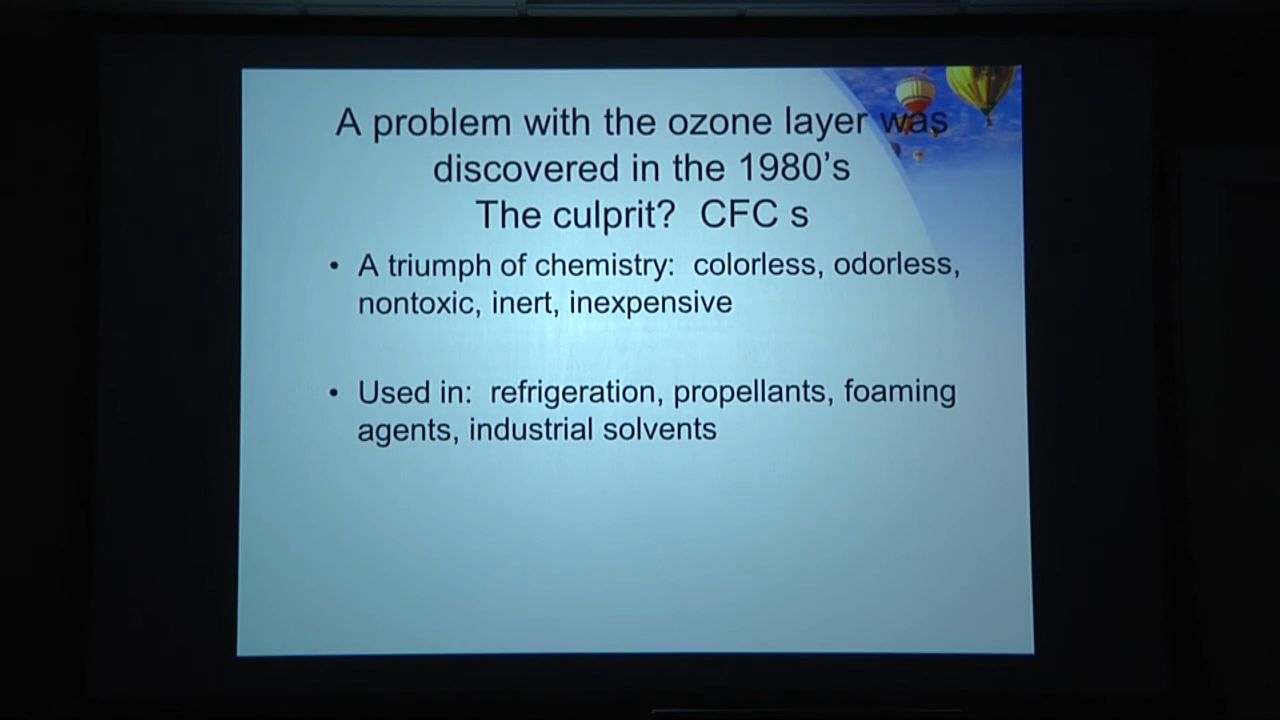 A problem with the ozone layer was
discovered in the 1980's
The culprit?  CFC s
• A triumph of chemistry:  colorless, odorless,
nontoxic, inert, inexpensive
• Used in:  refrigeration, propellants, foaming
agents, industrial solvents